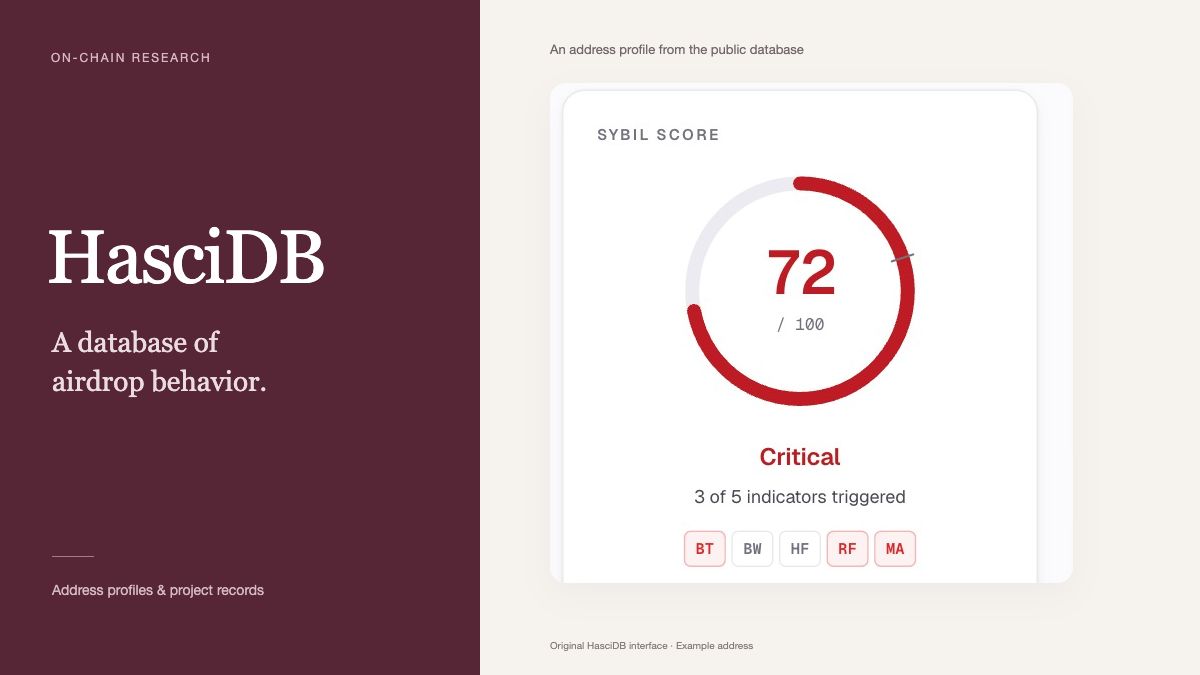 ON-CHAIN RESEARCH
HasciDB
A database of
airdrop behavior.
Address profiles & project records
An address profile from the public database
SYBIL SCORE
72
/ 100
Critical
3 of 5 indicators triggered
BT BW HF RF MA
Original HasciDB interface · Example address